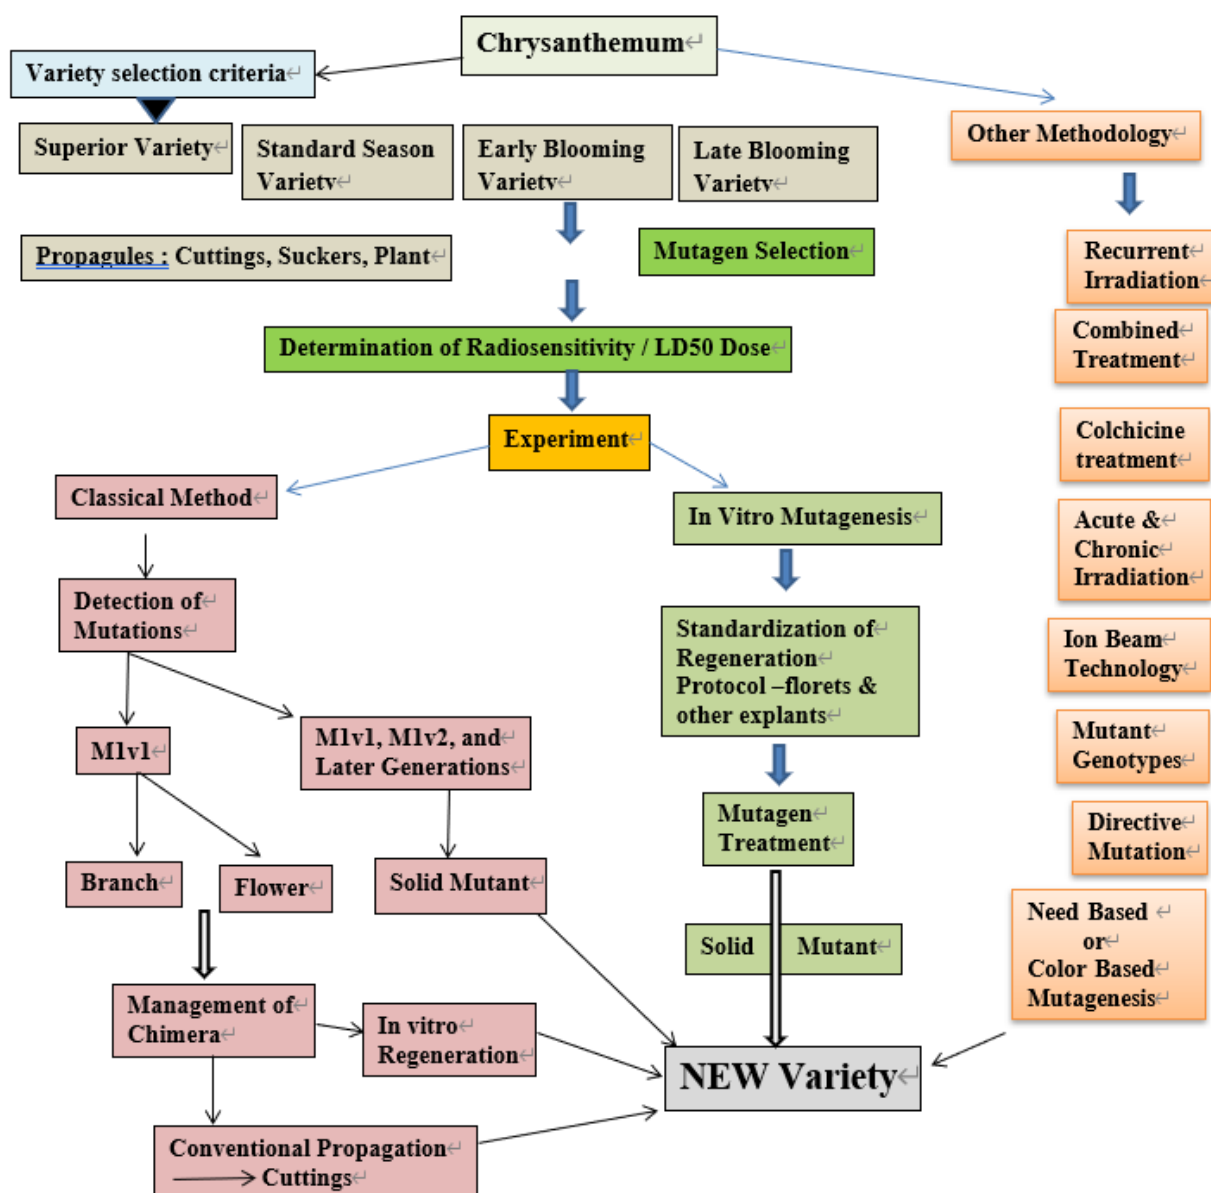 Chrysanthemum
Variety selection criteria
Other Methodology
Superior Variety
Standard Season
Variety
Early Blooming
Variety
Late Blooming
Variety
Propagules : Cuttings, Suckers, Plant
Mutagen Selection
Determination of Radiosensitivity / LD50 Dose
Experiment
Classical Method
In Vitro Mutagenesis
Detection of
Mutations
Standardization of
Regeneration
Protocol –florets &
other explants
M1v1
M1v1, M1v2, and
Later Generations
Mutagen
Treatment
Branch
Flower
Solid Mutant
Solid Mutant
Management of
Chimera
In vitro
Regeneration
Conventional Propagation
Cuttings
NEW Variety
Recurrent
Irradiation
Combined
Treatment
Colchicine
treatment
Acute &
Chronic
Irradiation
Ion Beam
Technology
Mutant
Genotypes
Directive
Mutation
Need Based
or
Color Based
Mutagenesis